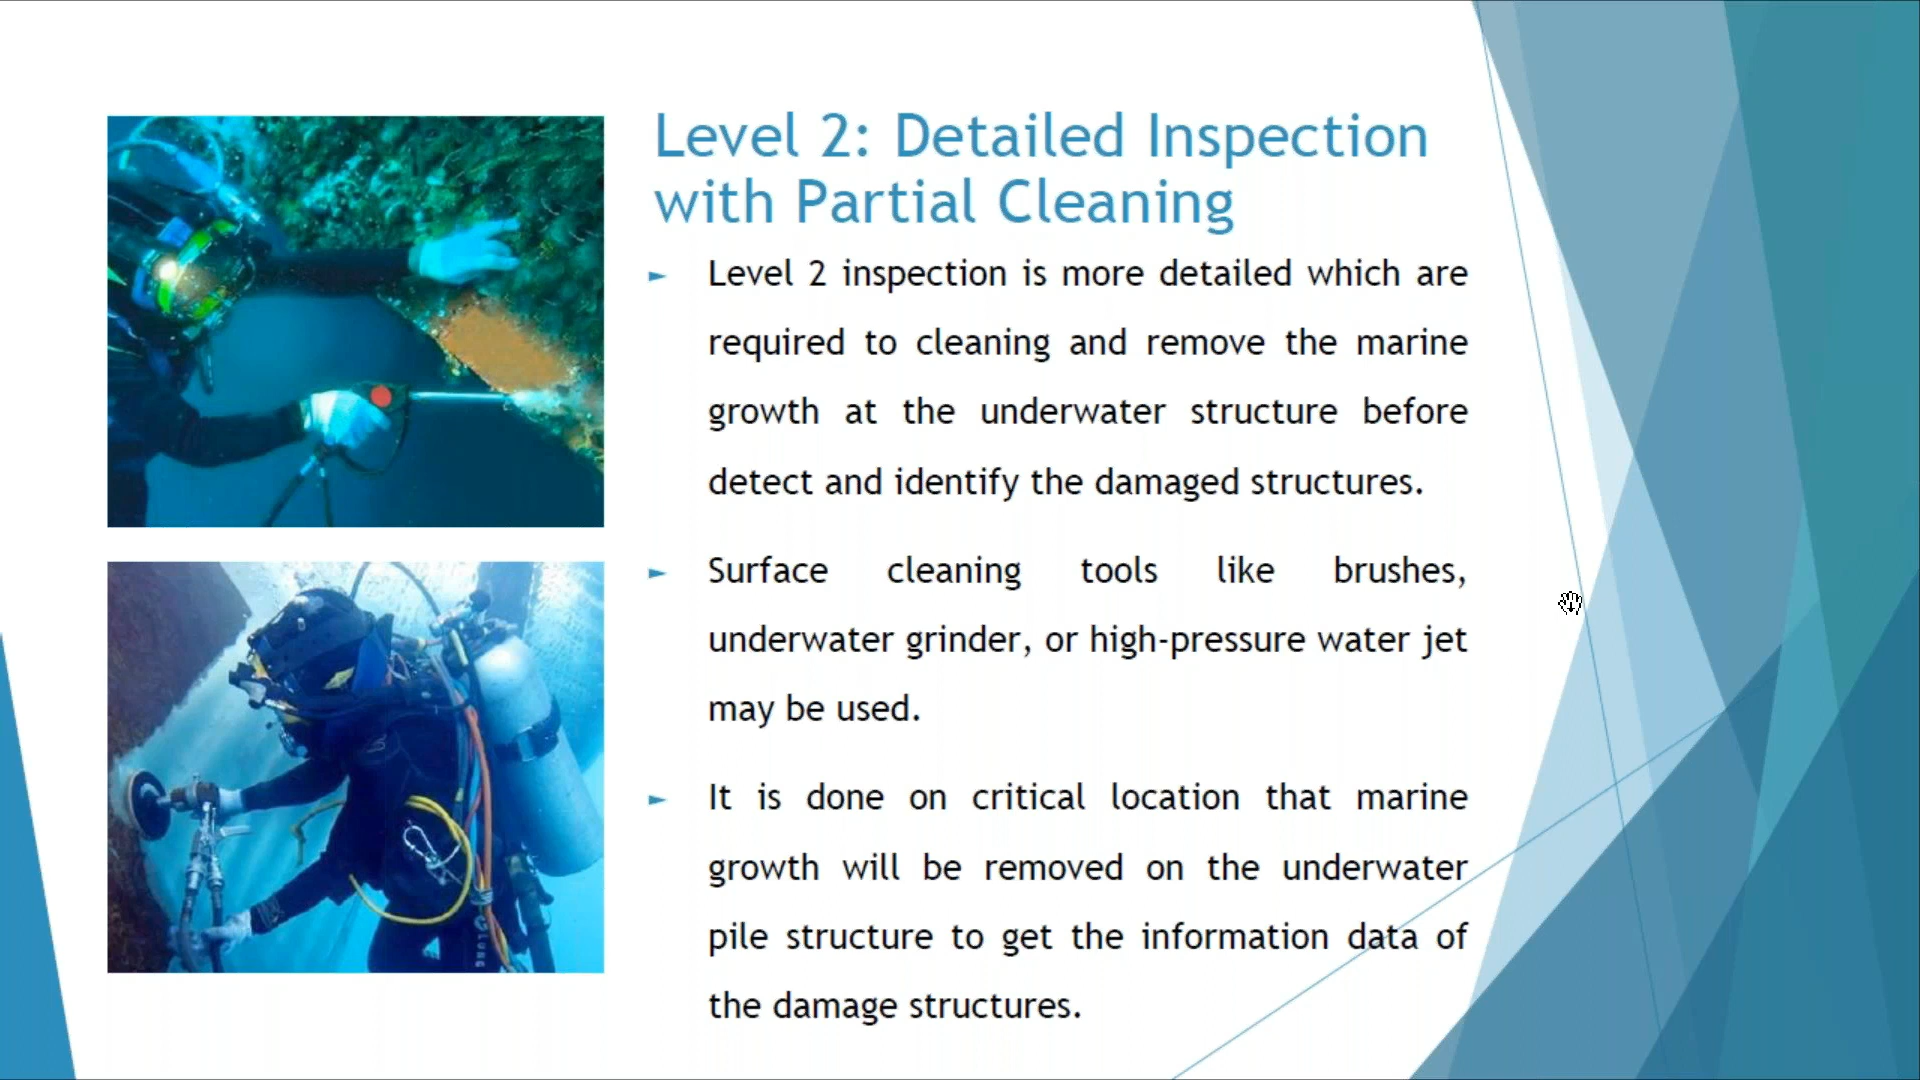 Level 2: Detailed Inspection
with Partial Cleaning
► Level 2 inspection is more detailed which are
required to cleaning and remove the marine
growth at the underwater structure before
detect and identify the damaged structures.
► Surface cleaning tools like brushes,
underwater grinder, or high-pressure water jet
may be used.
► It is done on critical location that marine
growth will be removed on the underwater
pile structure to get the information data of
the damage structures.